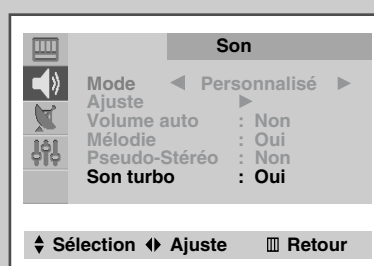 Son
Mode ◀ Personnalisé ▶
Ajuste ▶
Volume auto : Non
Mélodie : Oui
Pseudo-Stéréo : Non
Son turbo : Oui
Sélection Ajuste Retour